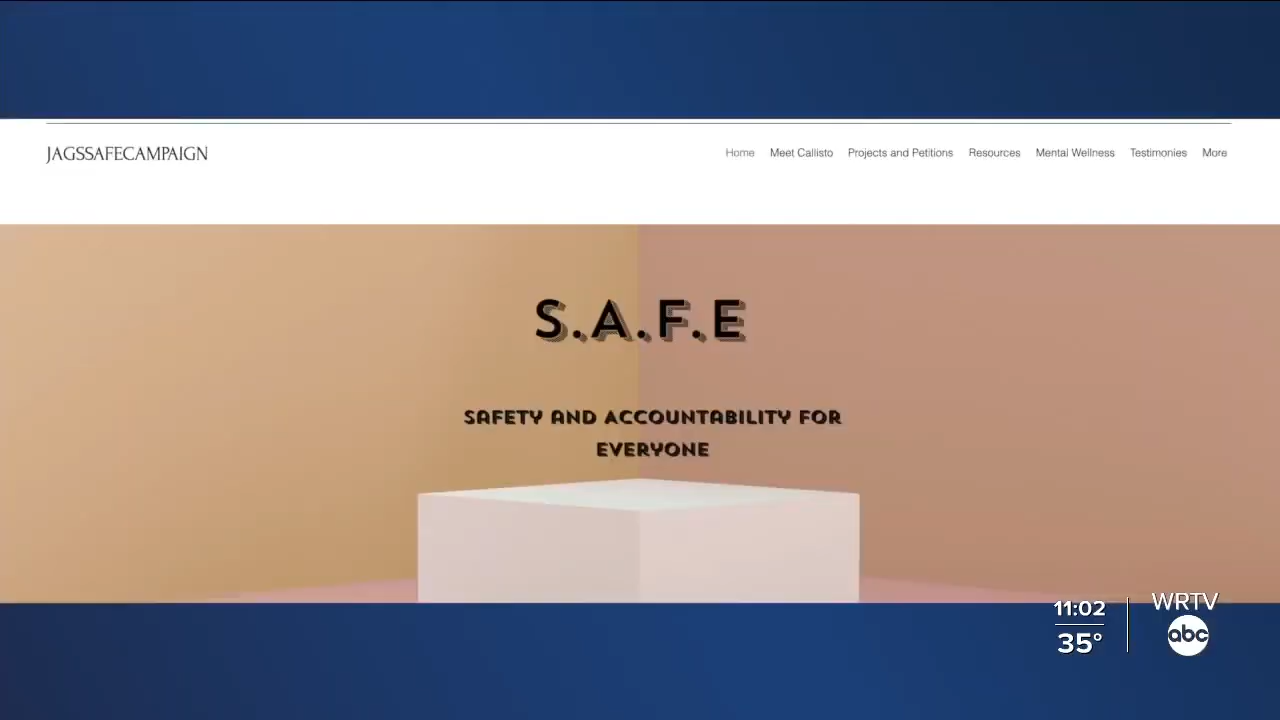 JAGSSAFECAMPAIGN
Home Meet Callisto Projects and Petitions Resources Mental Wellness Testimonies More
S.A.F.E
SAFETY AND ACCOUNTABILITY FOR
EVERYONE
11:02
35°
WRTV
abc